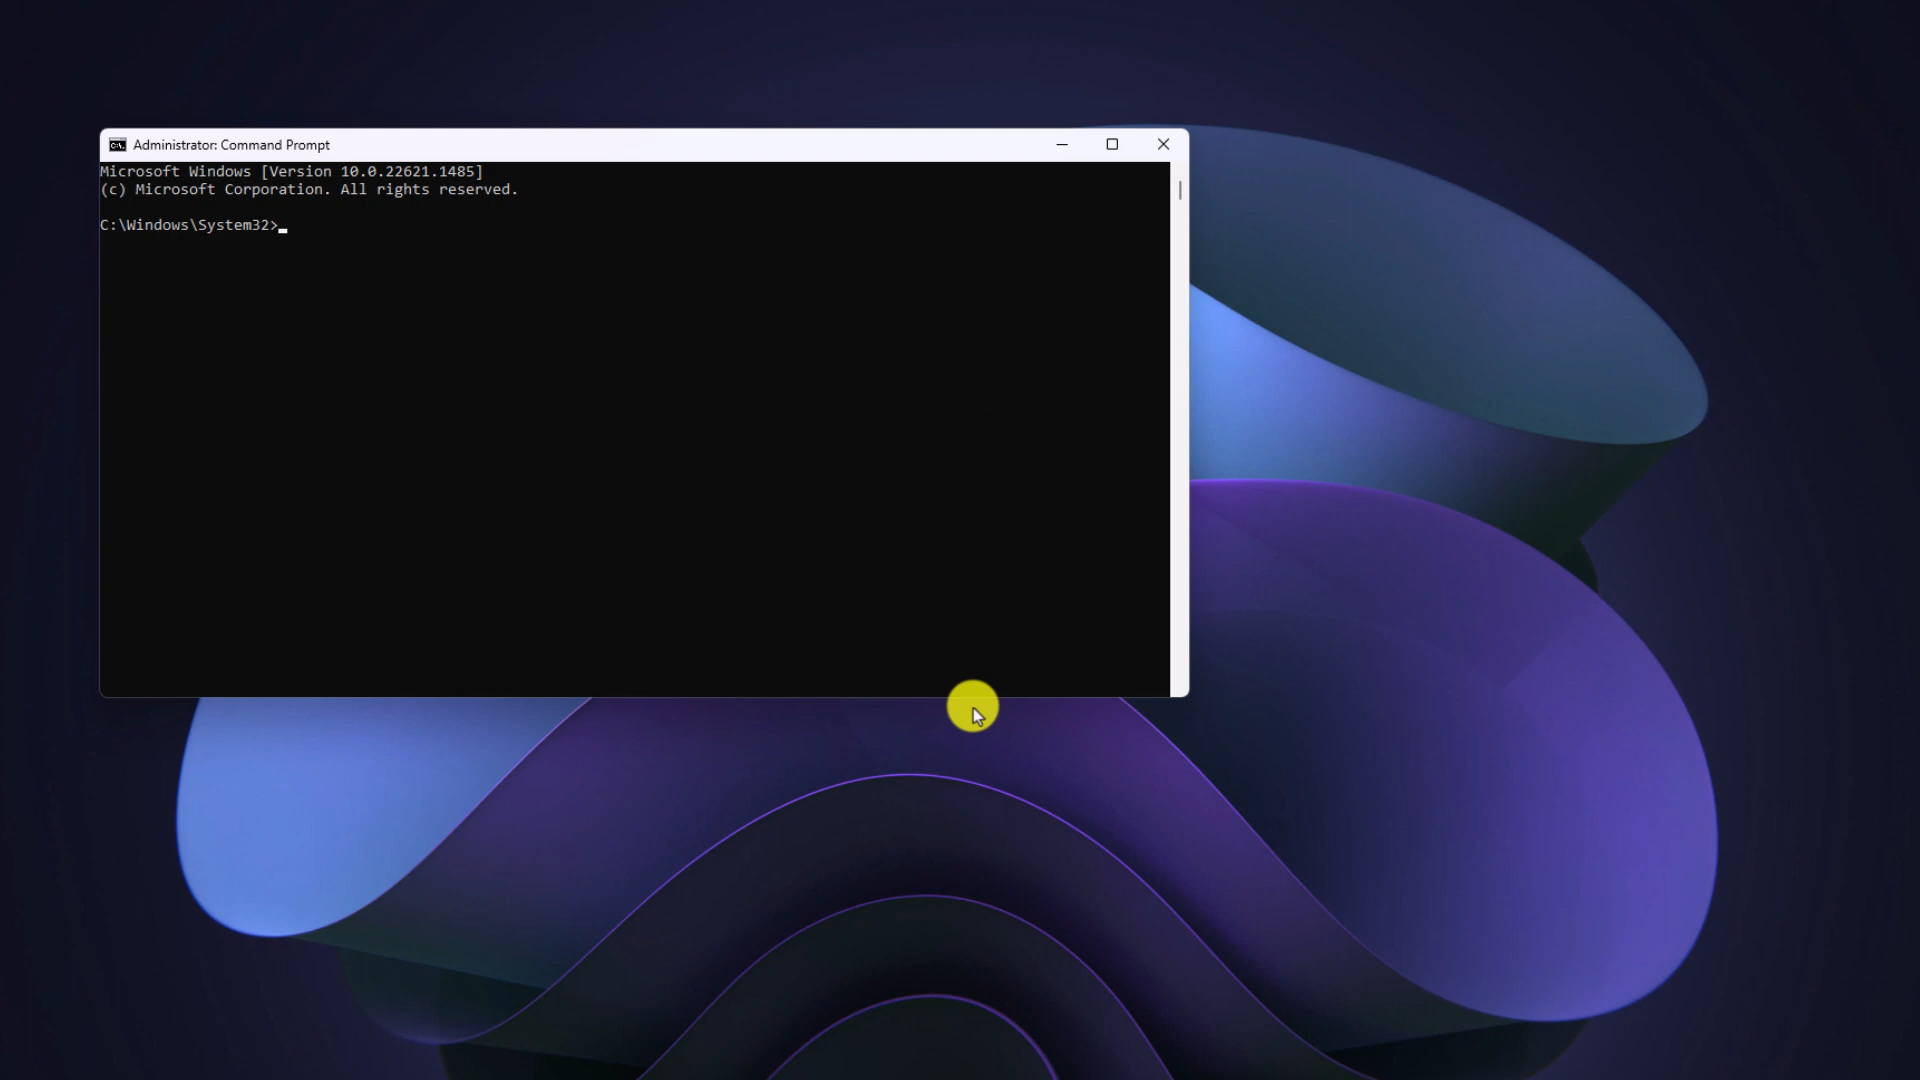 Administrator: Command Prompt
Microsoft Windows [Version 10.0.22621.1485]
(c) Microsoft Corporation. All rights reserved.
C:\Windows\System32>